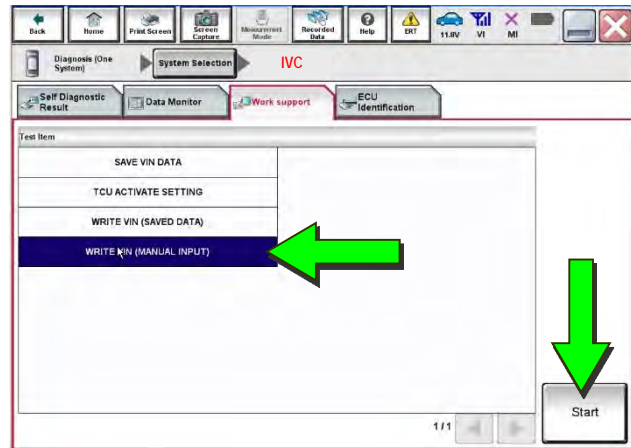 Back Home Print Screen Screen Capture Measurement Mode Recorded Data Help ERT 11.8V VI MI
Diagnosis (One System) System Selection IVC
Self Diagnostic Result Data Monitor Work support ECU Identification
Test Item
SAVE VIN DATA
TCU ACTIVATE SETTING
WRITE VIN (SAVED DATA)
WRITE VIN (MANUAL INPUT)
Start
1/1